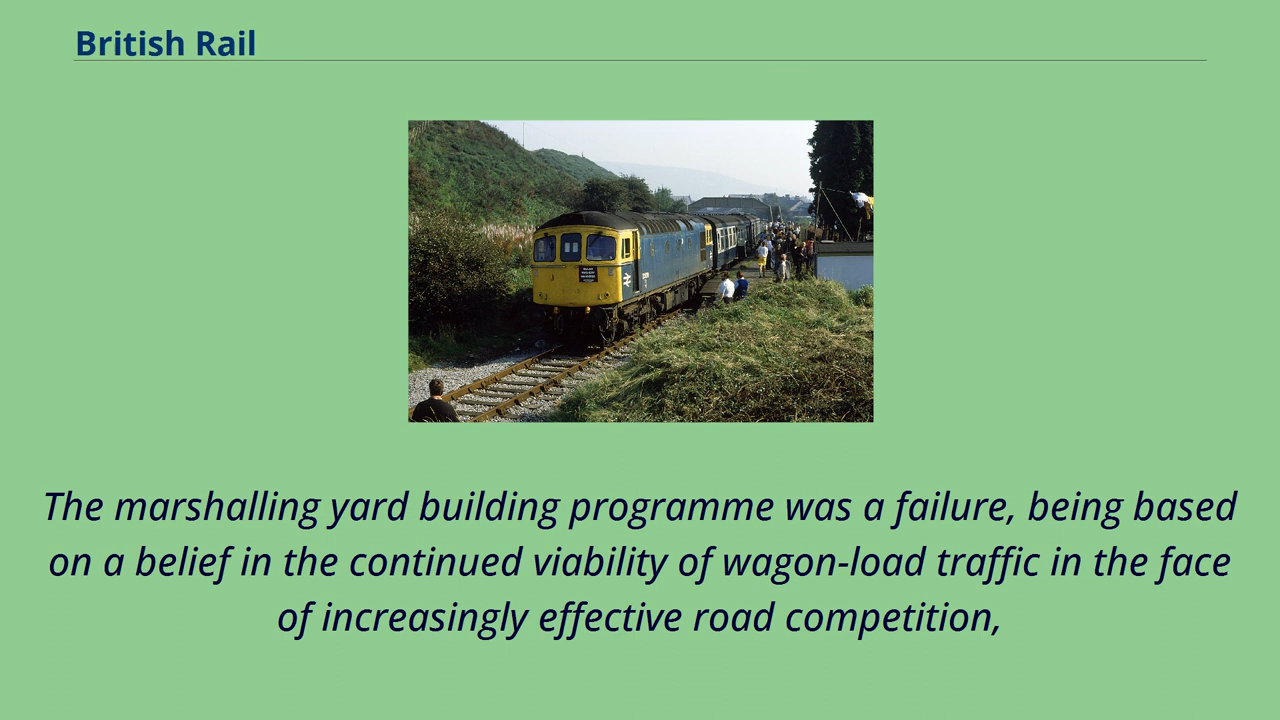 British Rail
The marshalling yard building programme was a failure, being based
on a belief in the continued viability of wagon-load traffic in the face
of increasingly effective road competition,